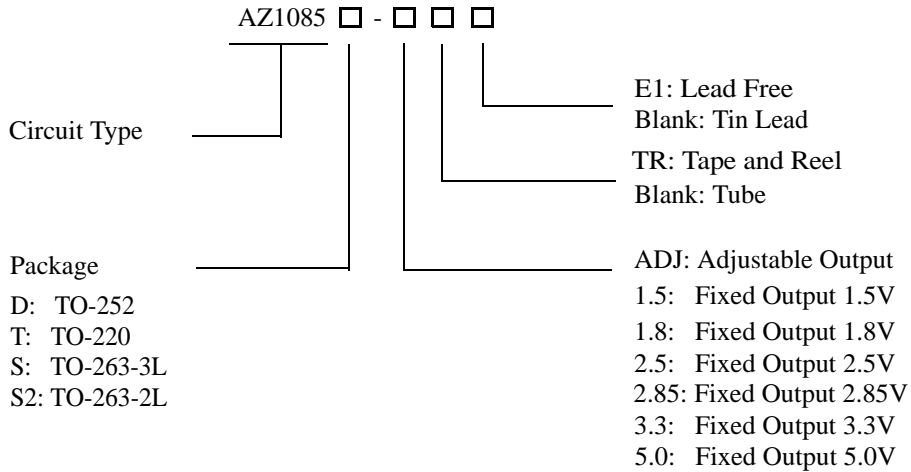 AZ1085 □ - □ □ □
Circuit Type
Package
D: TO-252
T: TO-220
S: TO-263-3L
S2: TO-263-2L
E1: Lead Free
Blank: Tin Lead
TR: Tape and Reel
Blank: Tube
ADJ: Adjustable Output
1.5: Fixed Output 1.5V
1.8: Fixed Output 1.8V
2.5: Fixed Output 2.5V
2.85: Fixed Output 2.85V
3.3: Fixed Output 3.3V
5.0: Fixed Output 5.0V